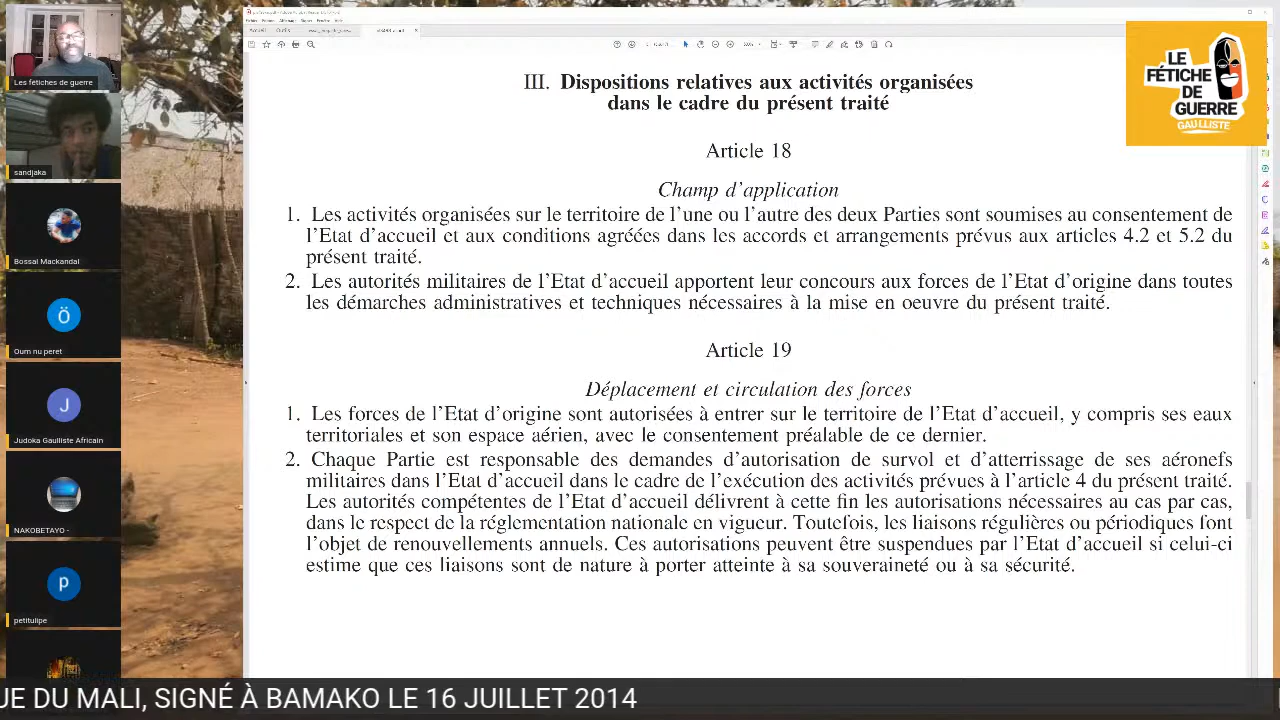 Les fétiches de guerre
sandjaka
Bossal Mackandal
Ö
Oum nu peret
J
Judoka Gaulliste Africain
NAKOBETAYO -
p
petitulipe
LE
FÉTICHE
DE
GUERRE
GAULLISTE
III. Dispositions relatives aux activités organisées
dans le cadre du présent traité
Article 18
Champ d’application
1. Les activités organisées sur le territoire de l’une ou l’autre des deux Parties sont soumises au consentement de
l’Etat d’accueil et aux conditions agréées dans les accords et arrangements prévus aux articles 4.2 et 5.2 du
présent traité.
2. Les autorités militaires de l’Etat d’accueil apportent leur concours aux forces de l’Etat d’origine dans toutes
les démarches administratives et techniques nécessaires à la mise en oeuvre du présent traité.
Article 19
Déplacement et circulation des forces
1. Les forces de l’Etat d’origine sont autorisées à entrer sur le territoire de l’Etat d’accueil, y compris ses eaux
territoriales et son espace aérien, avec le consentement préalable de ce dernier.
2. Chaque Partie est responsable des demandes d’autorisation de survol et d’atterrissage de ses aéronefs
militaires dans l’Etat d’accueil dans le cadre de l’exécution des activités prévues à l’article 4 du présent traité.
Les autorités compétentes de l’Etat d’accueil délivrent à cette fin les autorisations nécessaires au cas par cas,
dans le respect de la réglementation nationale en vigueur. Toutefois, les liaisons régulières ou périodiques font
l’objet de renouvellements annuels. Ces autorisations peuvent être suspendues par l’Etat d’accueil si celui-ci
estime que ces liaisons sont de nature à porter atteinte à sa souveraineté ou à sa sécurité.
UE DU MALI, SIGNÉ À BAMAKO LE 16 JUILLET 2014